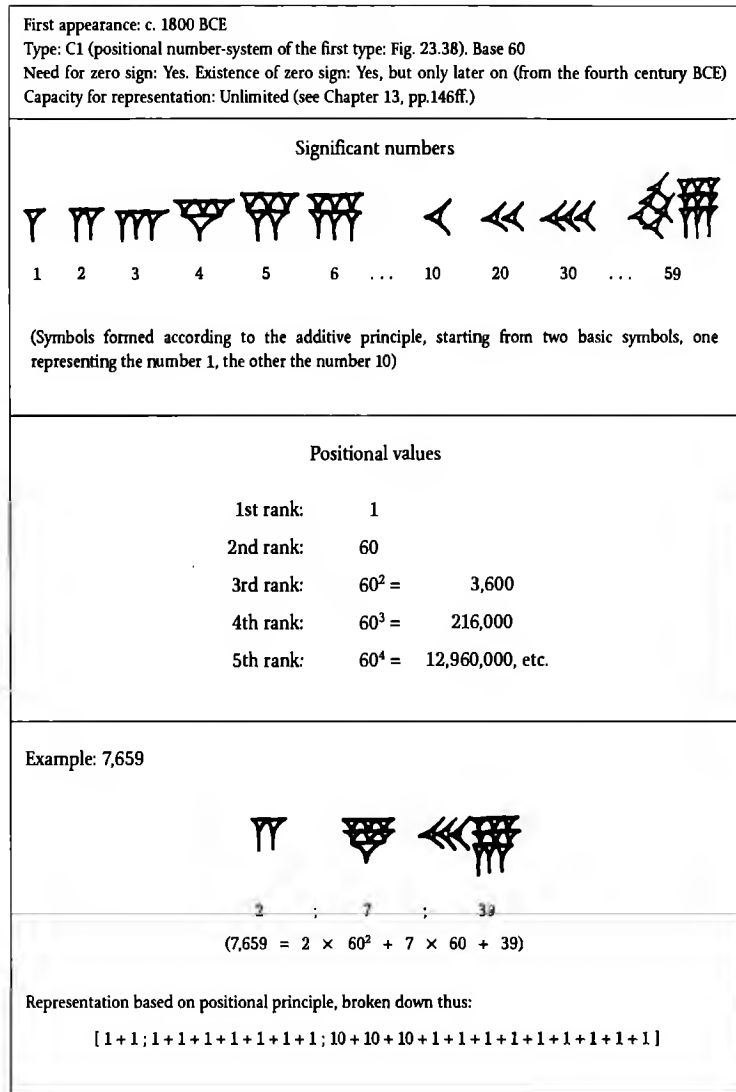 First appearance: c. 1800 BCE
Type: C1 (positional number-system of the first type: Fig. 23.38). Base 60
Need for zero sign: Yes. Existence of zero sign: Yes, but only later on (from the fourth century BCE)
Capacity for representation: Unlimited (see Chapter 13, pp.146ff.)
Significant numbers
𒁹 𒈫 𒐈 𒐉 𒐊 𒐋 𒌋 𒎙 𒌍 𒐐𒑆
1 2 3 4 5 6 ... 10 20 30 ... 59
(Symbols formed according to the additive principle, starting from two basic symbols, one
representing the number 1, the other the number 10)
Positional values
1st rank: 1
2nd rank: 60
3rd rank: 60² = 3,600
4th rank: 60³ = 216,000
5th rank: 60⁴ = 12,960,000, etc.
Example: 7,659
𒈫 𒑂 𒌍𒑆
2 ; 7 ; 39
(7,659 = 2 × 60² + 7 × 60 + 39)
Representation based on positional principle, broken down thus:
[ 1 + 1 ; 1 + 1 + 1 + 1 + 1 + 1 + 1 ; 10 + 10 + 10 + 1 + 1 + 1 + 1 + 1 + 1 + 1 + 1 + 1 ]